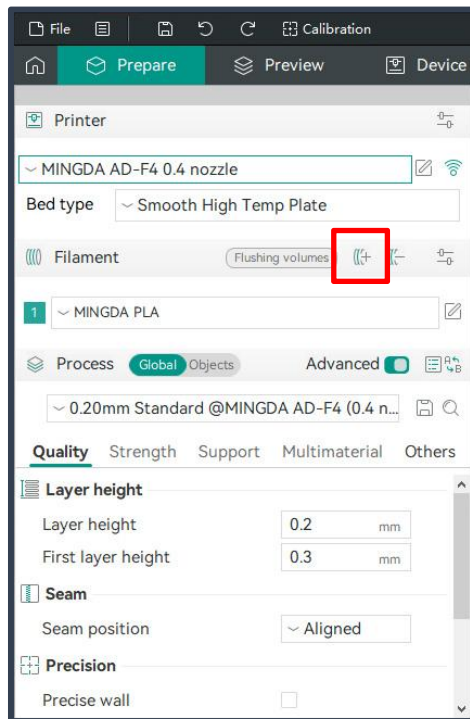 File Calibration
Prepare Preview Device
Printer
MINGDA AD-F4 0.4 nozzle
Bed type Smooth High Temp Plate
Filament Flushing volumes
1 MINGDA PLA
Process Global Objects Advanced
0.20mm Standard @MINGDA AD-F4 (0.4 n...
Quality Strength Support Multimaterial Others
Layer height
Layer height 0.2 mm
First layer height 0.3 mm
Seam
Seam position Aligned
Precision
Precise wall